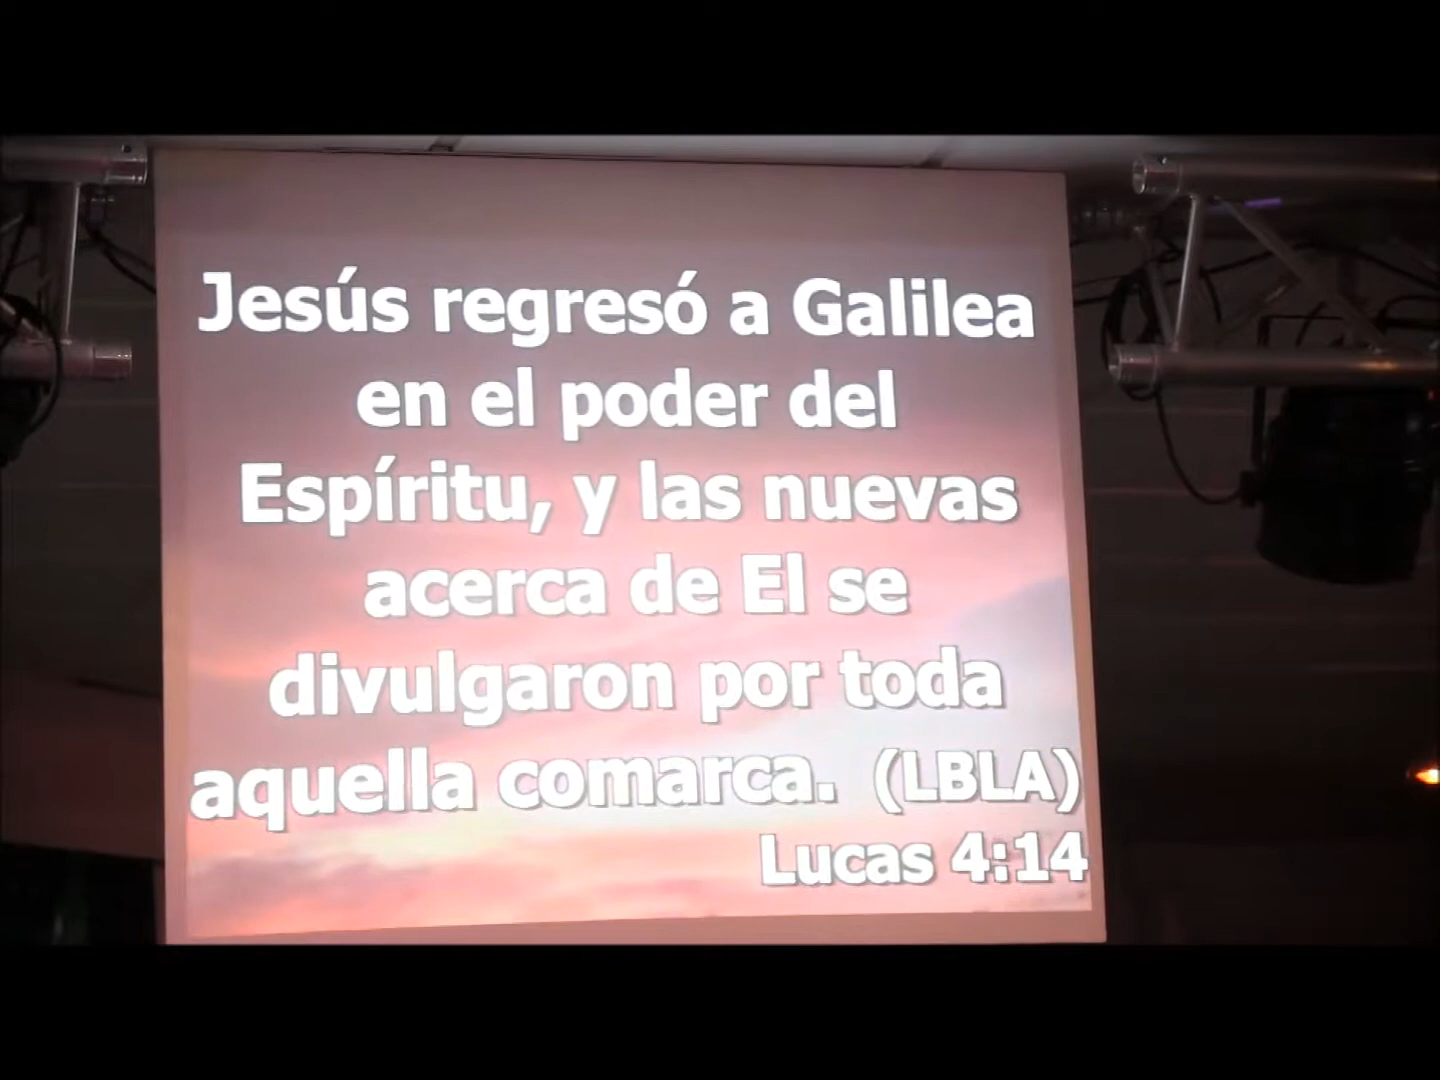 Jesús regresó a Galilea
en el poder del
Espíritu, y las nuevas
acerca de El se
divulgaron por toda
aquella comarca. (LBLA)
Lucas 4:14